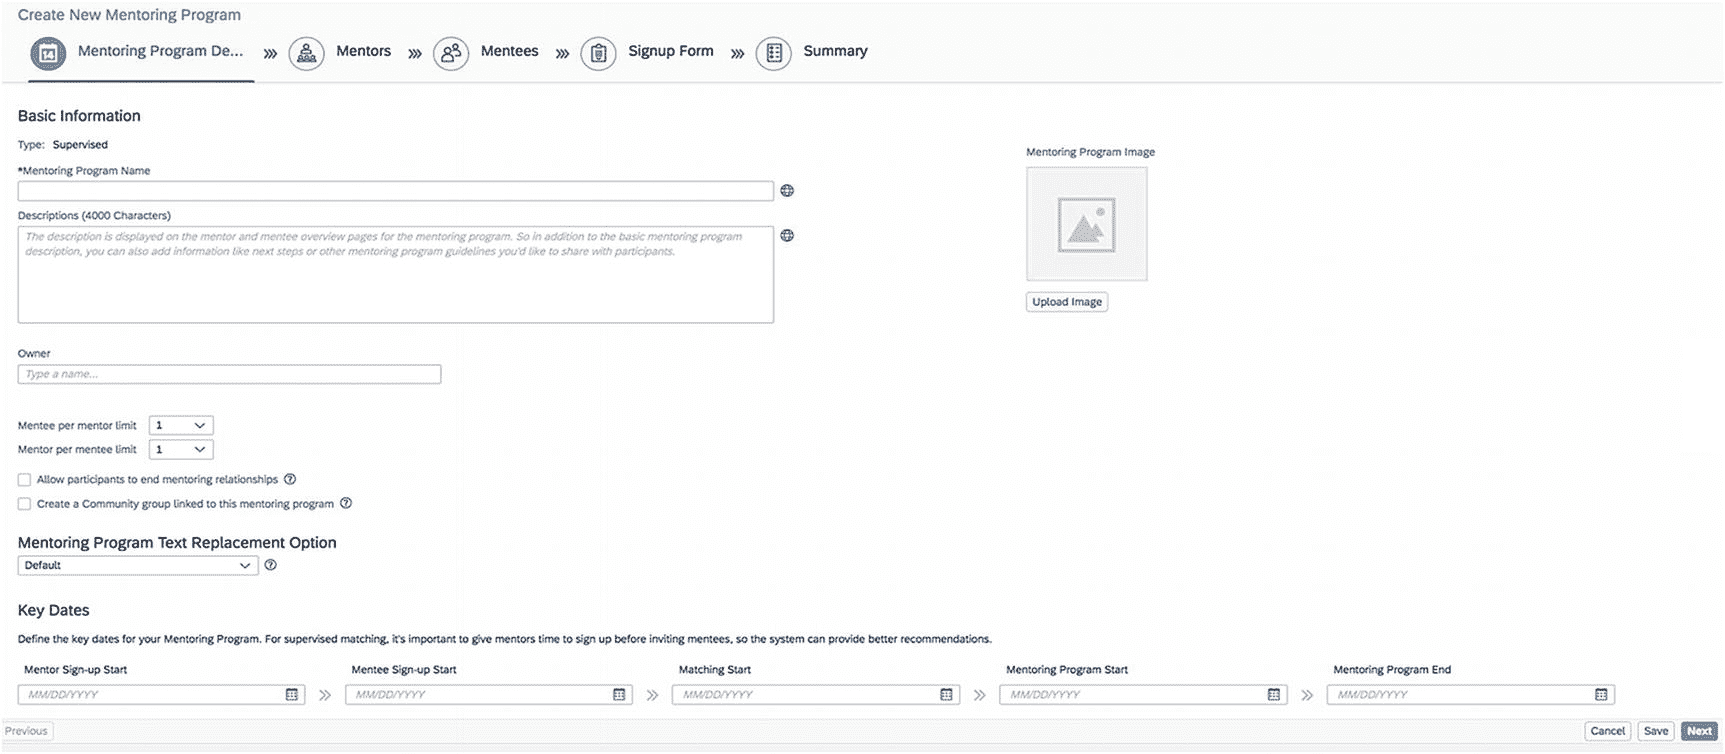 Create New Mentoring Program
14 Mentoring Program De... Mentors Mentees Signup Form Summary
Basic Information
Type: Supervised
*Mentoring Program Name
Descriptions (4000 Characters)
The description is displayed on the mentor and mentee overview pages for the mentoring program. So in addition to the basic mentoring program
description, you can also add information like next steps or other mentoring program guidelines you'd like to share with participants.
Mentoring Program Image
Upload Image
Owner
Type a name...
Mentee per mentor limit 1
Mentor per mentee limit 1
Allow participants to end mentoring relationships ?
Create a Community group linked to this mentoring program ?
Mentoring Program Text Replacement Option
Default ?
Key Dates
Define the key dates for your Mentoring Program. For supervised matching, it's important to give mentors time to sign up before inviting mentees, so the system can provide better recommendations.
Mentor Sign-up Start Mentee Sign-up Start Matching Start Mentoring Program Start Mentoring Program End
MM/DD/YYYY MM/DD/YYYY MM/DD/YYYY MM/DD/YYYY MM/DD/YYYY
Previous Cancel Save Next